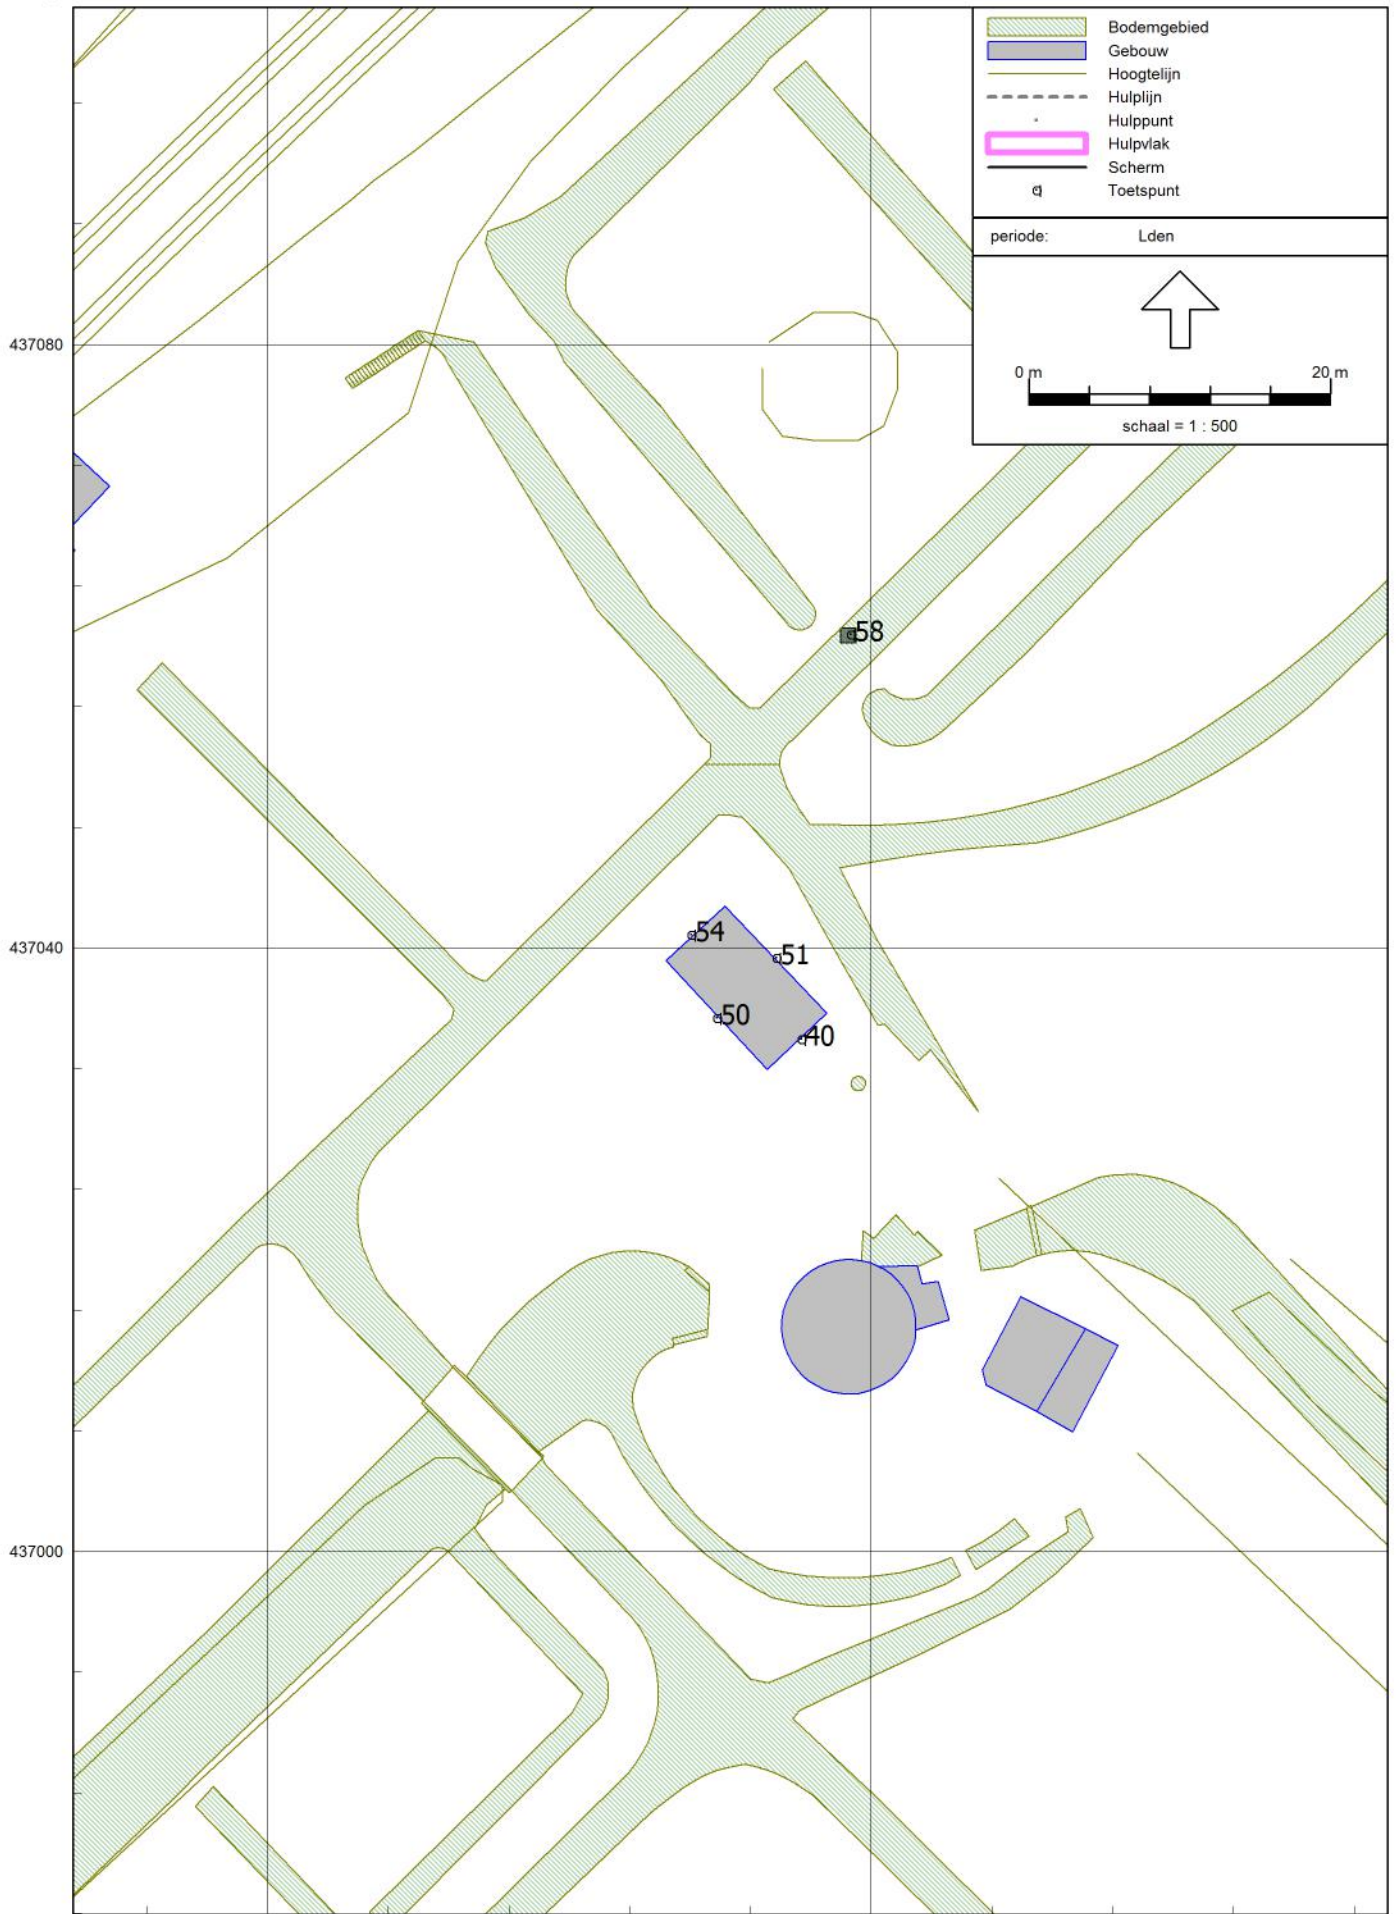 Bodemgebied
Gebouw
Hoogtelijn
Hulplijn
Hulppunt
Hulpvlak
Scherm
Toetspunt
periode: Lden
0 m 20 m
schaal = 1 : 500
437080
58
437040
54
51
50
40
437000